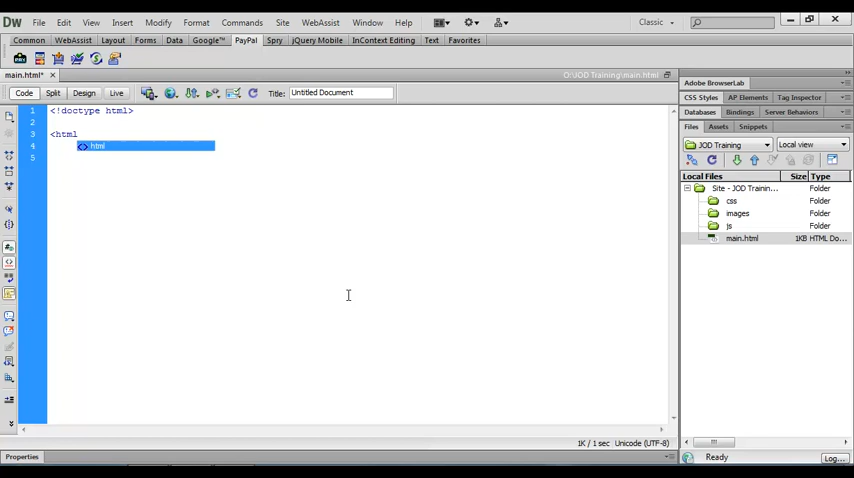 DW File Edit View Insert Modify Format Commands Site WebAssist Window Help Classic
Common WebAssist Layout Forms Data Google™ PayPal Spry jQuery Mobile InContext Editing Text Favorites
main.html* O:\JOD Training\main.html
Code Split Design Live Title: Untitled Document
1 <!doctype html>
2
3 <html
4 <> html
5
1K / 1 sec Unicode (UTF-8)
Properties
Adobe BrowserLab
CSS Styles AP Elements Tag Inspector
Databases Bindings Server Behaviors
Files Assets Snippets
JOD Training Local view
Local Files Size Type
Site - JOD Trainin... Folder
css Folder
images Folder
js Folder
main.html 1KB HTML Do...
Ready Log...